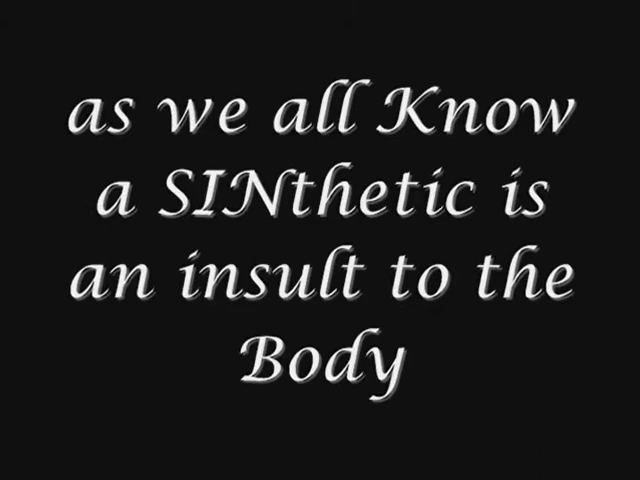 as we all Know
a SINthetic is
an insult to the
Body